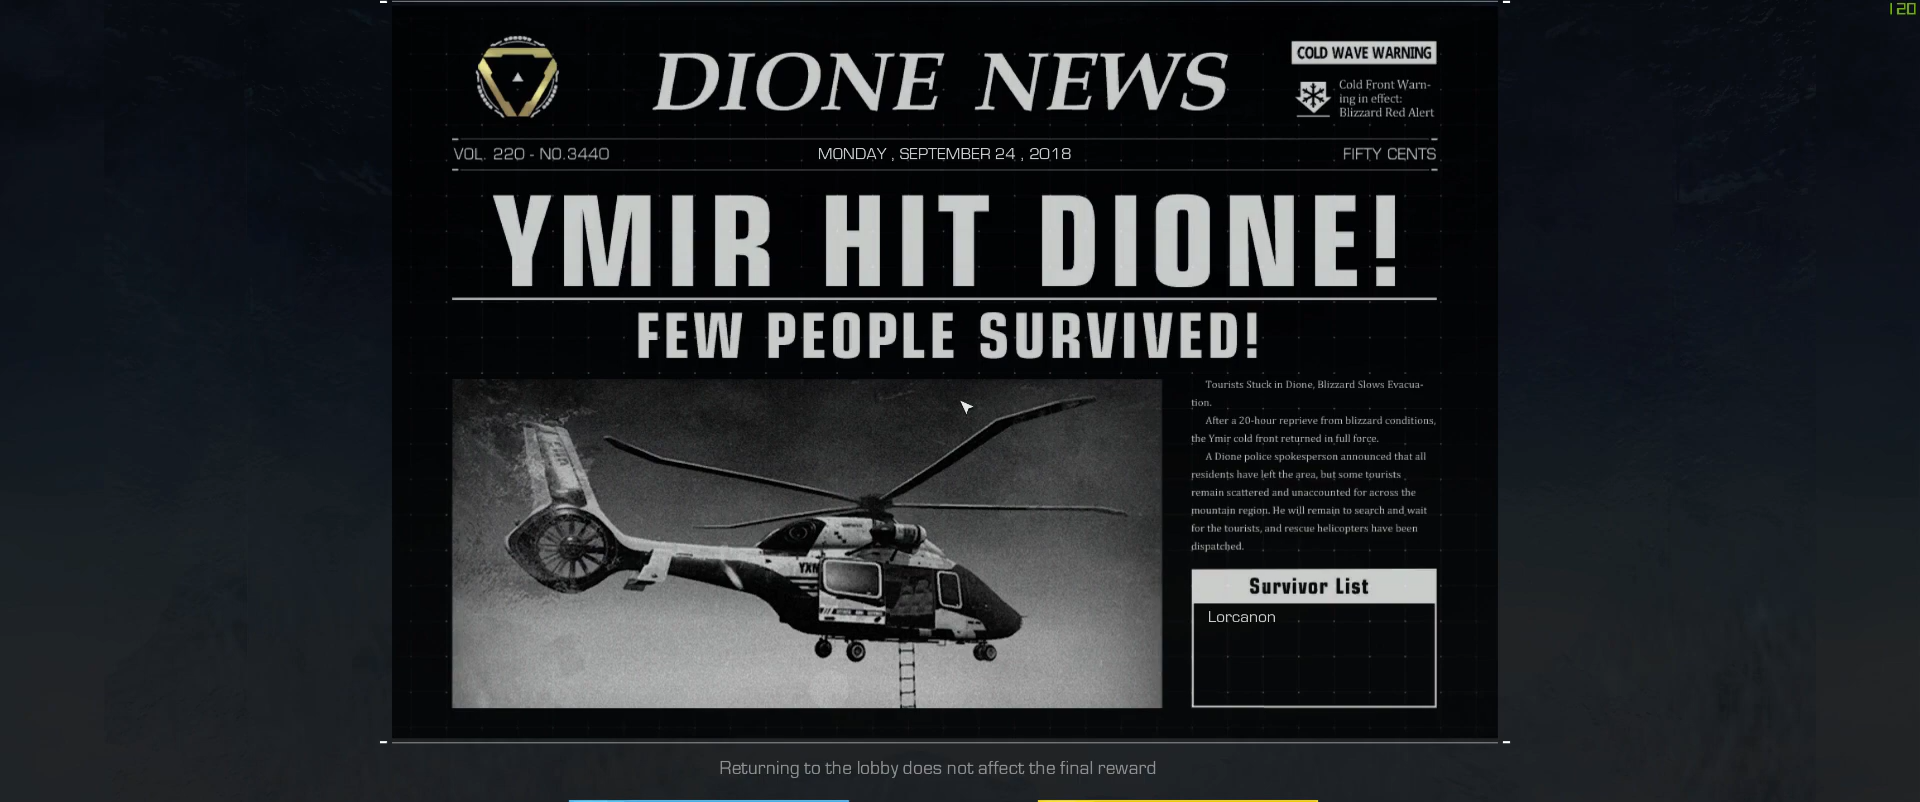 120
DIONE NEWS
COLD WAVE WARNING
Cold Front Warn-
ing in effect:
Blizzard Red Alert
VOL. 220 - NO.3440
MONDAY , SEPTEMBER 24 , 2018
FIFTY CENTS
YMIR HIT DIONE!
FEW PEOPLE SURVIVED!
Tourists Stuck in Dione, Blizzard Slows Evacua-
tion.
After a 20-hour reprieve from blizzard conditions,
the Ymir cold front returned in full force.
A Dione police spokesperson announced that all
residents have left the area, but some tourists
remain scattered and unaccounted for across the
mountain region. He will remain to search and wait
for the tourists, and rescue helicopters have been
dispatched.
Survivor List
Lorcanon
Returning to the lobby does not affect the final reward